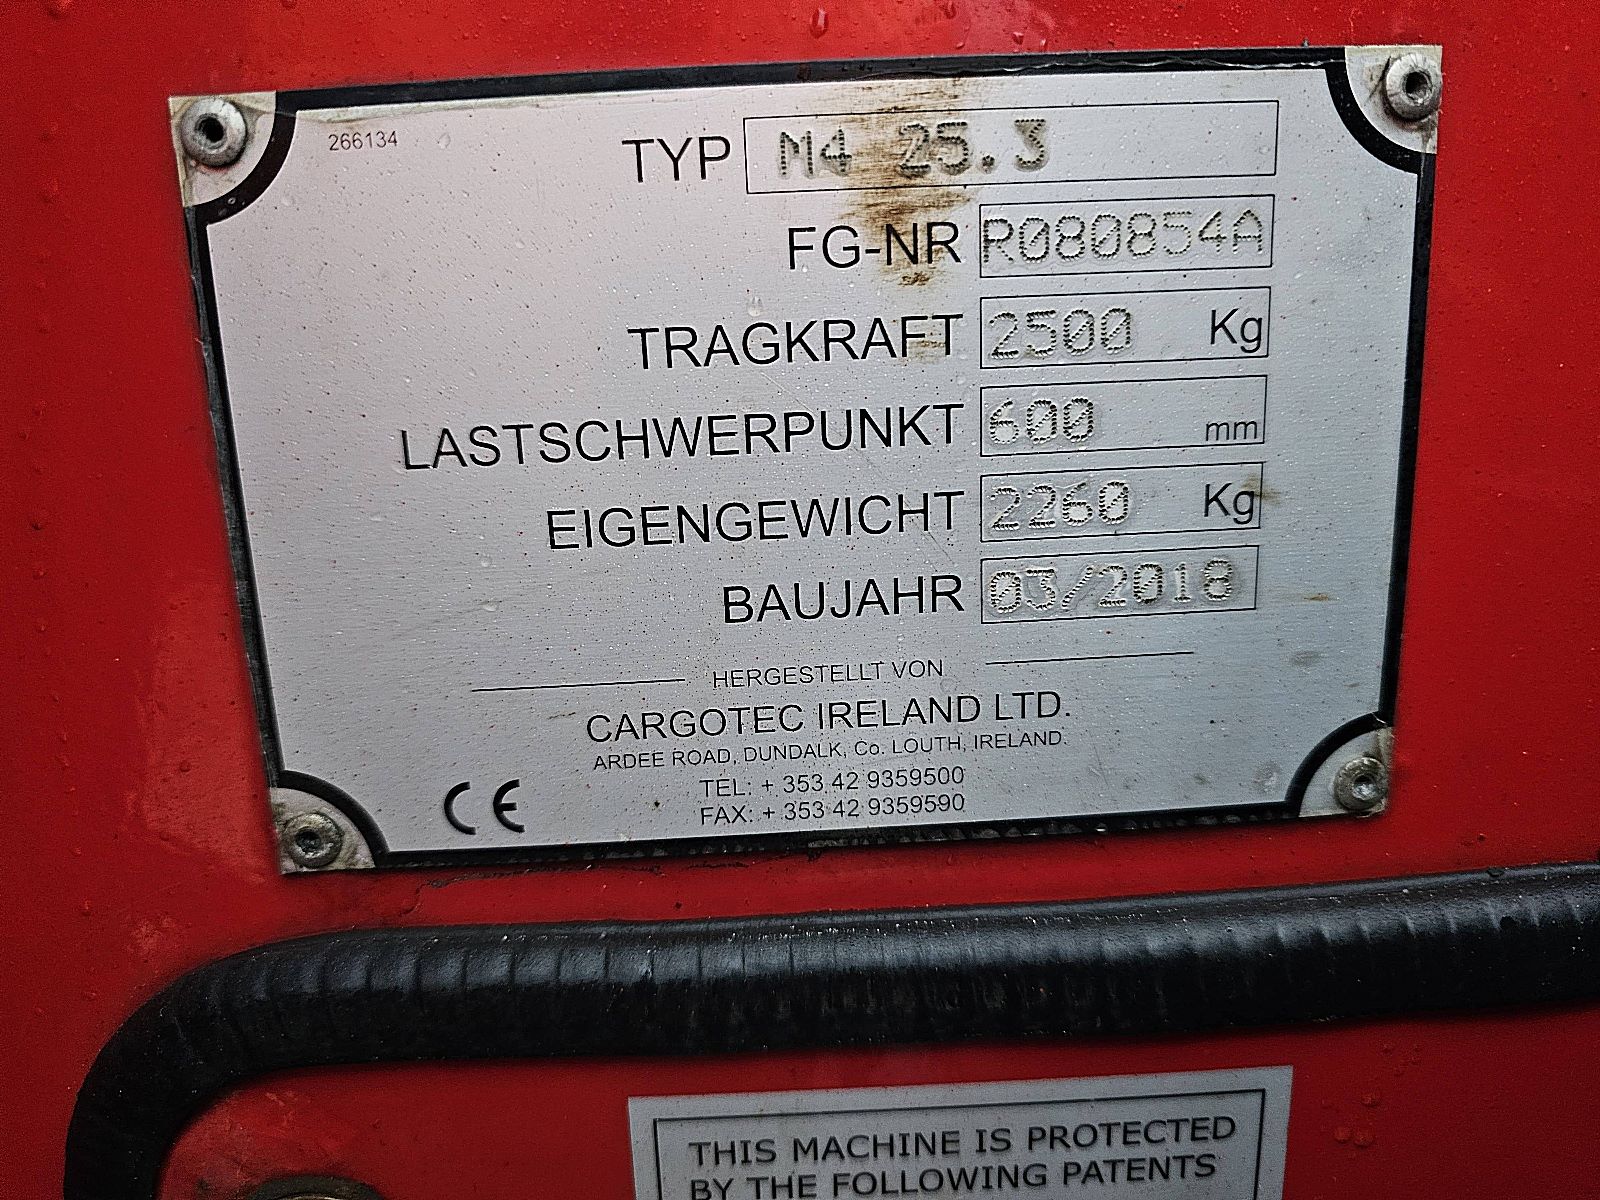 266134
TYP M4 25.3
FG-NR R080854A
TRAGKRAFT 2500 Kg
LASTSCHWERPUNKT 600 mm
EIGENGEWICHT 2260 Kg
BAUJAHR 03/2018
HERGESTELLT VON
CARGOTEC IRELAND LTD.
ARDEE ROAD, DUNDALK, Co. LOUTH, IRELAND.
TEL: + 353 42 9359500
FAX: + 353 42 9359590
CE
THIS MACHINE IS PROTECTED
BY THE FOLLOWING PATENTS